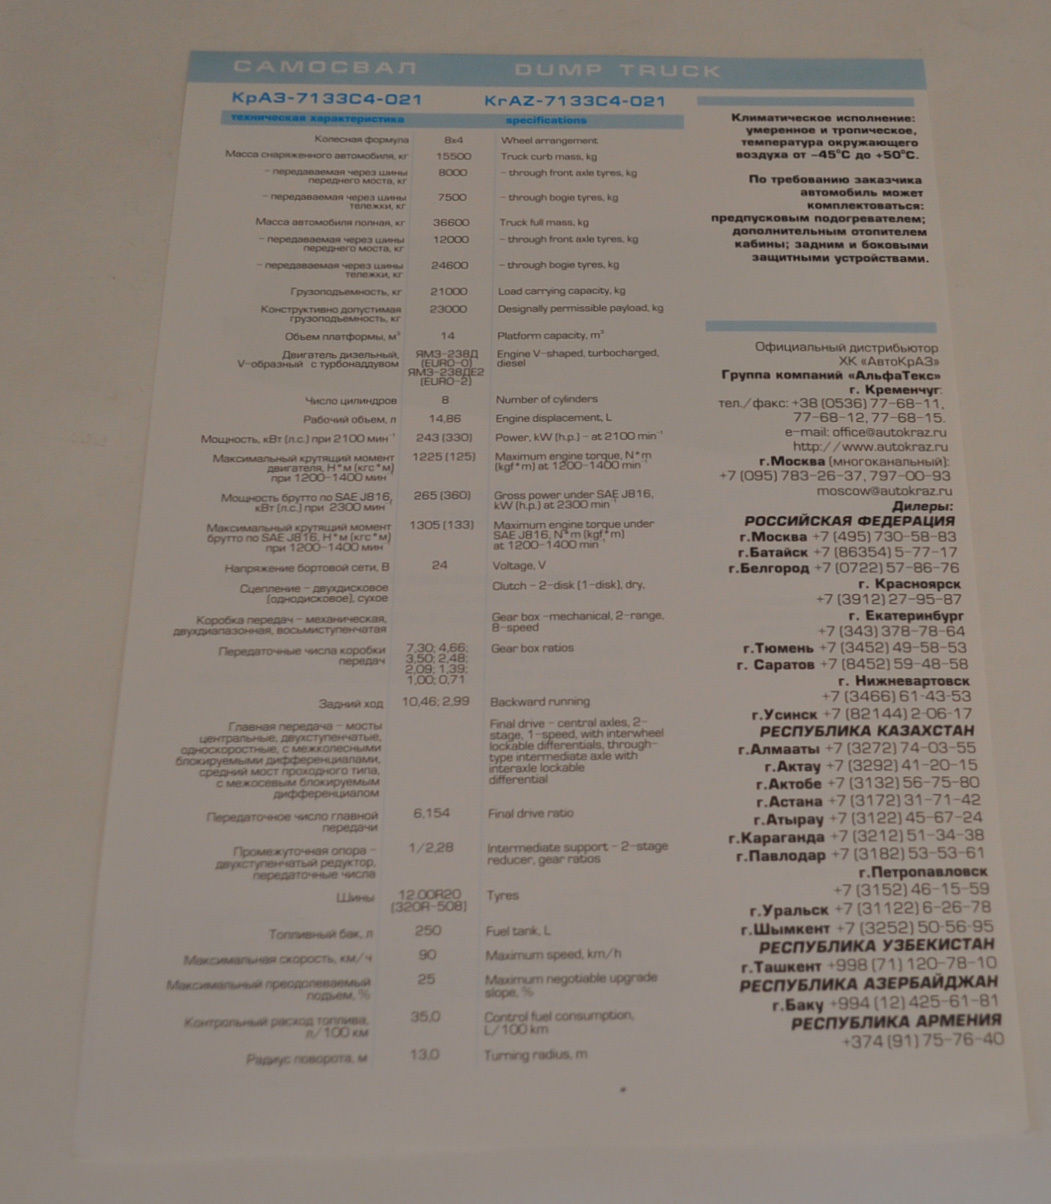 САМОСВАЛ DUMP TRUCK
КрАЗ-7133С4-021 KrAZ-7133C4-021
техническая характеристика specifications
Колесная формула 8x4 Wheel arrangement
Масса снаряженного автомобиля, кг 15500 Truck curb mass, kg
- передаваемая через шины 8000 - through front axle tyres, kg
переднего моста, кг
- передаваемая через шины 7500 - through bogie tyres, kg
тележки, кг
Масса автомобиля полная, кг 36600 Truck full mass, kg
- передаваемая через шины 12000 - through front axle tyres, kg
переднего моста, кг
- передаваемая через шины 24600 - through bogie tyres, kg
тележки, кг
Грузоподъемность, кг 21000 Load carrying capacity, kg
Конструктивно допустимая 23000 Designally permissible payload, kg
грузоподъемность, кг
Объем платформы, м³ 14 Platform capacity, m³
Двигатель дизельный, ЯМЗ-238Д Engine V-shaped, turbocharged,
V-образный с турбонаддувом (EURO-0) diesel
ЯМЗ-238ДЕ2
(EURO-2)
Число цилиндров 8 Number of cylinders
Рабочий объем, л 14,86 Engine displacement, L
Мощность, кВт (л.с.) при 2100 мин⁻¹ 243 (330) Power, kW (h.p.) - at 2100 min⁻¹
Максимальный крутящий момент 1225 (125) Maximum engine torque, N*m
двигателя, Н*м (кгс*м) (kgf*m) at 1200-1400 min⁻¹
при 1200-1400 мин⁻¹
Мощность брутто по SAE J816, 265 (360) Gross power under SAE J816,
кВт (л.с.) при 2300 мин⁻¹ kW (h.p.) at 2300 min⁻¹
Максимальный крутящий момент 1305 (133) Maximum engine torque under
брутто по SAE J816, Н*м (кгс*м) SAE J816, N*m (kgf*m)
при 1200-1400 мин⁻¹ at 1200-1400 min⁻¹
Напряжение бортовой сети, В 24 Voltage, V
Сцепление - двухдисковое Clutch - 2-disk (1-disk), dry,
(однодисковое), сухое
Коробка передач - механическая, Gear box -mechanical, 2-range,
двухдиапазонная, восьмиступенчатая 8-speed
Передаточные числа коробки 7,30; 4,66; Gear box ratios
передач 3,50; 2,48;
2,09; 1,39;
1,00; 0,71
Задний ход 10,46; 2,99 Backward running
Главная передача - мосты Final drive - central axles, 2-
центральные, двухступенчатые, stage, 1-speed, with interwheel
односкоростные, с межколесными lockable differentials, through-
блокируемыми дифференциалами, type intermediate axle with
средний мост проходного типа, interaxle lockable
с межосевым блокируемым differential
дифференциалом
Передаточное число главной 6,154 Final drive ratio
передачи
Промежуточная опора - 1/2,28 Intermediate support - 2-stage
двухступенчатый редуктор, reducer, gear ratios
передаточные числа
Шины 12.00R20 Tyres
(320R-508)
Топливный бак, л 250 Fuel tank, L
Максимальная скорость, км/ч 90 Maximum speed, km/h
Максимальный преодолеваемый 25 Maximum negotiable upgrade
подъем, % slope, %
Контрольный расход топлива, 35,0 Control fuel consumption,
л/100 км L/100 km
Радиус поворота, м 13,0 Turning radius, m
Климатическое исполнение:
умеренное и тропическое,
температура окружающего
воздуха от -45°С до +50°С.
По требованию заказчика
автомобиль может
комплектоваться:
предпусковым подогревателем;
дополнительным отопителем
кабины; задним и боковыми
защитными устройствами.
Официальный дистрибьютор
ХК «АвтоКрАЗ»
Группа компаний «АльфаТекс»
г. Кременчуг:
тел./факс: +38 (0536) 77-68-11,
77-68-12, 77-68-15.
e-mail: office@autokraz.ru
http://www.autokraz.ru
г.Москва (многоканальный):
+7 (095) 783-26-37, 797-00-93
moscow@autokraz.ru
Дилеры:
РОССИЙСКАЯ ФЕДЕРАЦИЯ
г.Москва +7 (495) 730-58-83
г.Батайск +7 (86354) 5-77-17
г.Белгород +7 (0722) 57-86-76
г. Красноярск
+7 (3912) 27-95-87
г. Екатеринбург
+7 (343) 378-78-64
г.Тюмень +7 (3452) 49-58-53
г. Саратов +7 (8452) 59-48-58
г. Нижневартовск
+7 (3466) 61-43-53
г.Усинск +7 (82144) 2-06-17
РЕСПУБЛИКА КАЗАХСТАН
г.Алмааты +7 (3272) 74-03-55
г.Актау +7 (3292) 41-20-15
г.Актобе +7 (3132) 56-75-80
г.Астана +7 (3172) 31-71-42
г.Атырау +7 (3122) 45-67-24
г.Караганда +7 (3212) 51-34-38
г.Павлодар +7 (3182) 53-53-61
г.Петропавловск
+7 (3152) 46-15-59
г.Уральск +7 (31122) 6-26-78
г.Шымкент +7 (3252) 50-56-95
РЕСПУБЛИКА УЗБЕКИСТАН
г.Ташкент +998 (71) 120-78-10
РЕСПУБЛИКА АЗЕРБАЙДЖАН
г.Баку +994 (12) 425-61-81
РЕСПУБЛИКА АРМЕНИЯ
+374 (91) 75-76-40